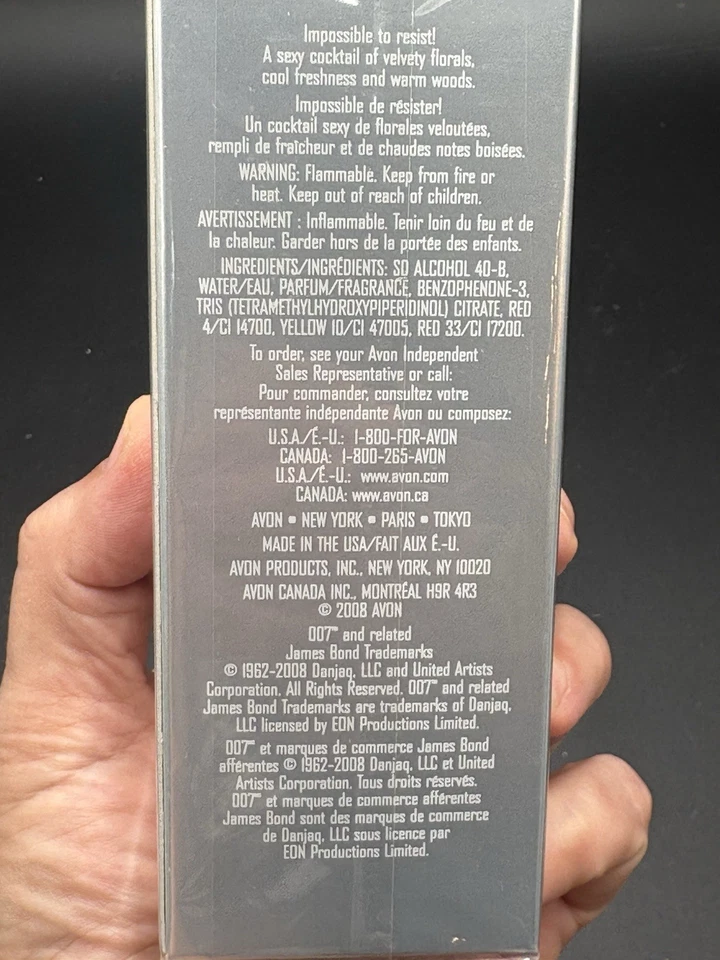 Impossible to resist!
A sexy cocktail of velvety florals,
cool freshness and warm woods.
Impossible de résister!
Un cocktail sexy de florales veloutées,
rempli de fraîcheur et de chaudes notes boisées.
WARNING: Flammable. Keep from fire or
heat. Keep out of reach of children.
AVERTISSEMENT : Inflammable. Tenir loin du feu et de
la chaleur. Garder hors de la portée des enfants.
INGREDIENTS/INGRÉDIENTS: SD ALCOHOL 40-B,
WATER/EAU, PARFUM/FRAGRANCE, BENZOPHENONE-3,
TRIS (TETRAMETHYLHYDROXYPIPERIDINOL) CITRATE, RED
4/CI 14700, YELLOW 10/CI 47005, RED 33/CI 17200.
To order, see your Avon Independent
Sales Representative or call:
Pour commander, consultez votre
représentante indépendante Avon ou composez:
U.S.A./É.-U.: 1-800-FOR-AVON
CANADA: 1-800-265-AVON
U.S.A./É.-U.: www.avon.com
CANADA: www.avon.ca
AVON • NEW YORK • PARIS • TOKYO
MADE IN THE USA/FAIT AUX É.-U.
AVON PRODUCTS, INC., NEW YORK, NY 10020
AVON CANADA INC., MONTRÉAL H9R 4R3
© 2008 AVON
007™ and related
James Bond Trademarks
© 1962-2008 Danjaq, LLC and United Artists
Corporation. All Rights Reserved. 007™ and related
James Bond Trademarks are trademarks of Danjaq,
LLC licensed by EON Productions Limited.
007™ et marques de commerce James Bond
afférentes © 1962-2008 Danjaq, LLC et United
Artists Corporation. Tous droits réservés.
007™ et marques de commerce afférentes
James Bond sont des marques de commerce
de Danjaq, LLC sous licence par
EON Productions Limited.